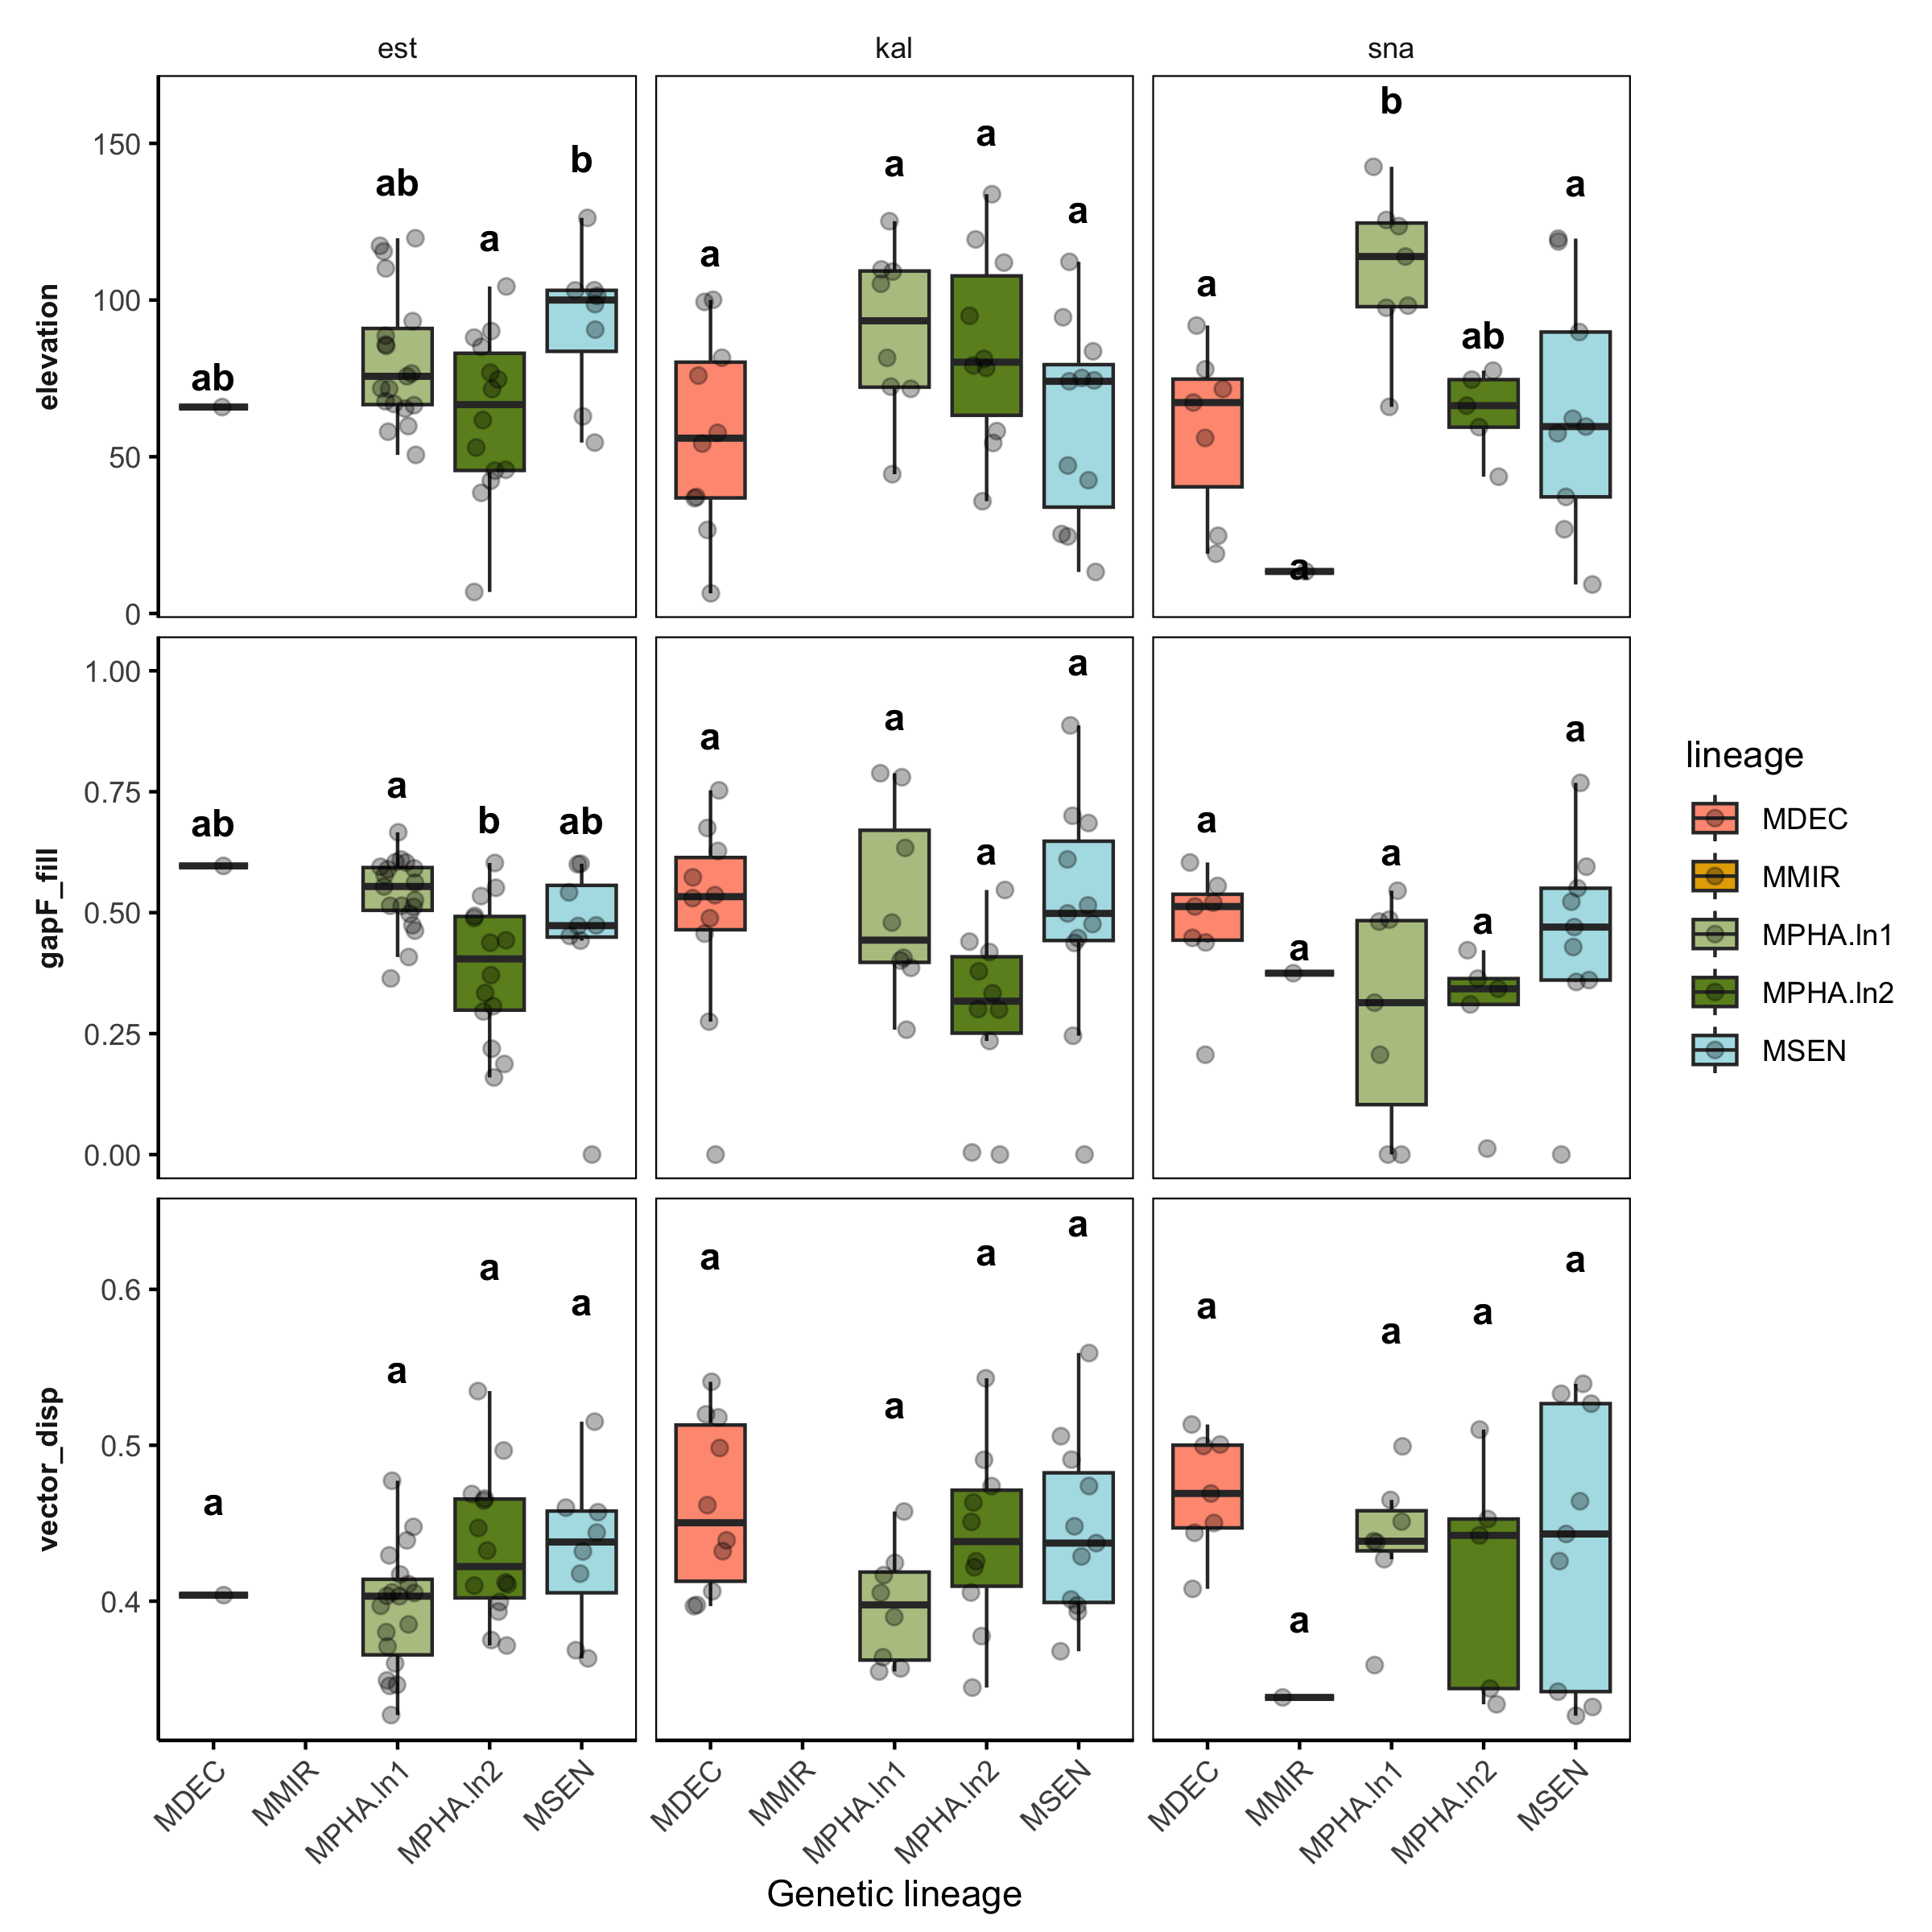 est kal sna
elevation
150
100
50
0
ab ab a b
a a a a
a a b ab a
gapF_fill
1.00
0.75
0.50
0.25
0.00
ab a b ab
a a a a
a a a a a
vector_disp
0.6
0.5
0.4
a a a a
a a a a
a a a a a
MDEC MMIR MPHA.ln1 MPHA.ln2 MSEN
MDEC MMIR MPHA.ln1 MPHA.ln2 MSEN
MDEC MMIR MPHA.ln1 MPHA.ln2 MSEN
Genetic lineage
lineage
MDEC
MMIR
MPHA.ln1
MPHA.ln2
MSEN